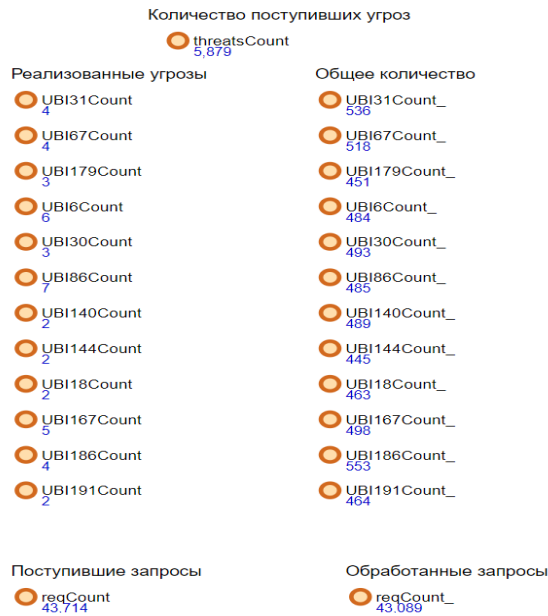 Количество поступивших угроз
threatsCount
5,879
Реализованные угрозы
Общее количество
UBI31Count
4
UBI31Count_
536
UBI67Count
4
UBI67Count_
518
UBI179Count
3
UBI179Count_
451
UBI6Count
6
UBI6Count_
484
UBI30Count
3
UBI30Count_
493
UBI86Count
7
UBI86Count_
485
UBI140Count
2
UBI140Count_
489
UBI144Count
2
UBI144Count_
445
UBI18Count
2
UBI18Count_
463
UBI167Count
5
UBI167Count_
498
UBI186Count
4
UBI186Count_
553
UBI191Count
2
UBI191Count_
464
Поступившие запросы
Обработанные запросы
reqCount
43,714
reqCount_
43,089